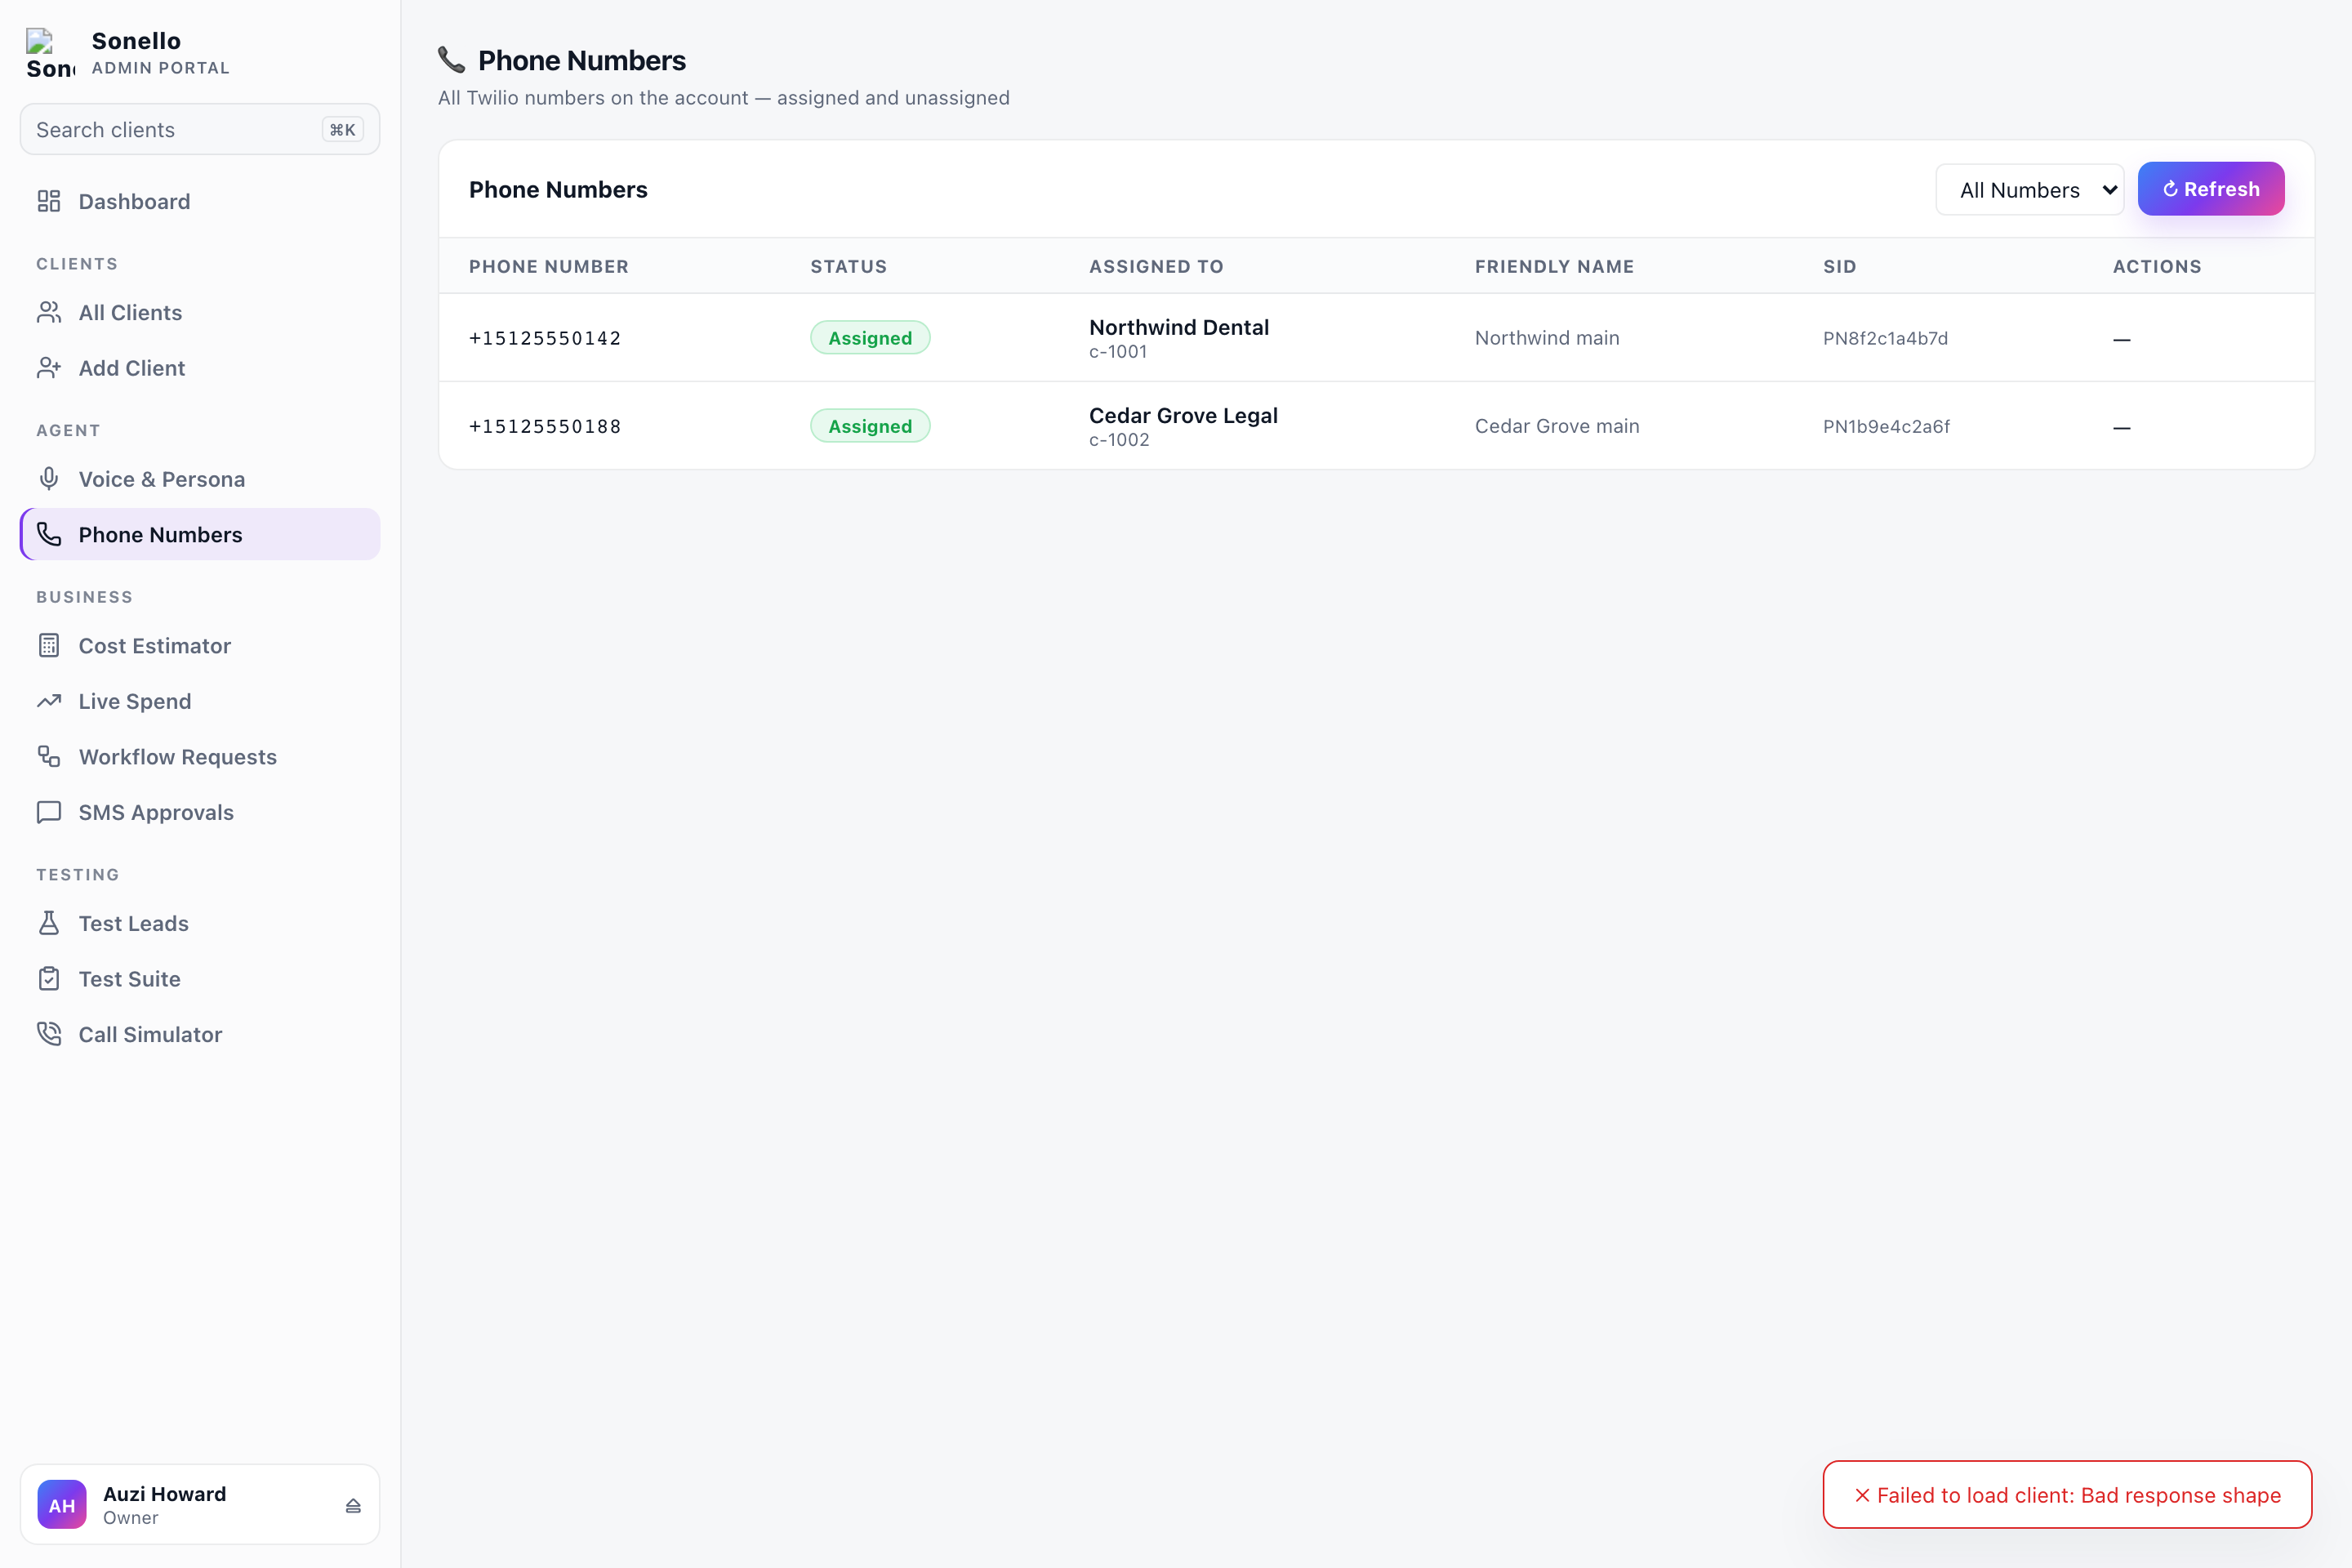 Sonello
Son
ADMIN PORTAL
Search clients ⌘K
Dashboard
CLIENTS
All Clients
Add Client
AGENT
Voice & Persona
Phone Numbers
BUSINESS
Cost Estimator
Live Spend
Workflow Requests
SMS Approvals
TESTING
Test Leads
Test Suite
Call Simulator
AH
Auzi Howard
Owner
Phone Numbers
All Twilio numbers on the account — assigned and unassigned
Phone Numbers
All Numbers
↻ Refresh
PHONE NUMBER STATUS ASSIGNED TO FRIENDLY NAME SID ACTIONS
+15125550142 Assigned Northwind Dental Northwind main PN8f2c1a4b7d —
c-1001
+15125550188 Assigned Cedar Grove Legal Cedar Grove main PN1b9e4c2a6f —
c-1002
✕ Failed to load client: Bad response shape